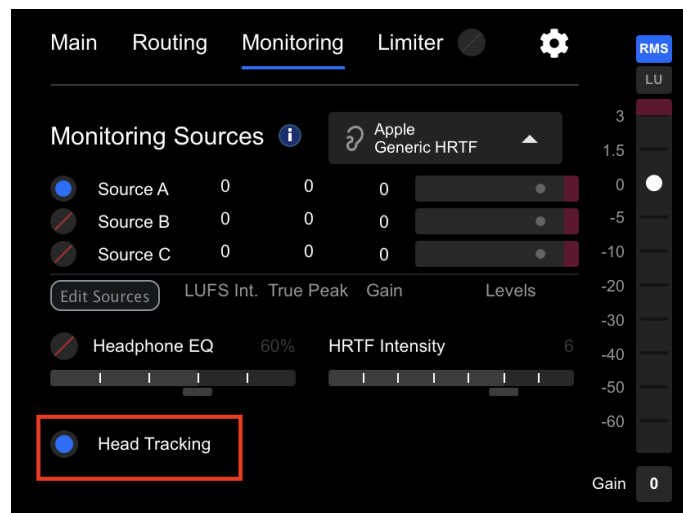 Main Routing Monitoring Limiter
RMS
LU
Monitoring Sources i
Apple
Generic HRTF
Source A 0 0 0
Source B 0 0 0
Source C 0 0 0
Edit Sources LUFS Int. True Peak Gain Levels
Headphone EQ 60% HRTF Intensity 6
Head Tracking
3
1.5
0
-5
-10
-20
-30
-40
-50
-60
Gain 0